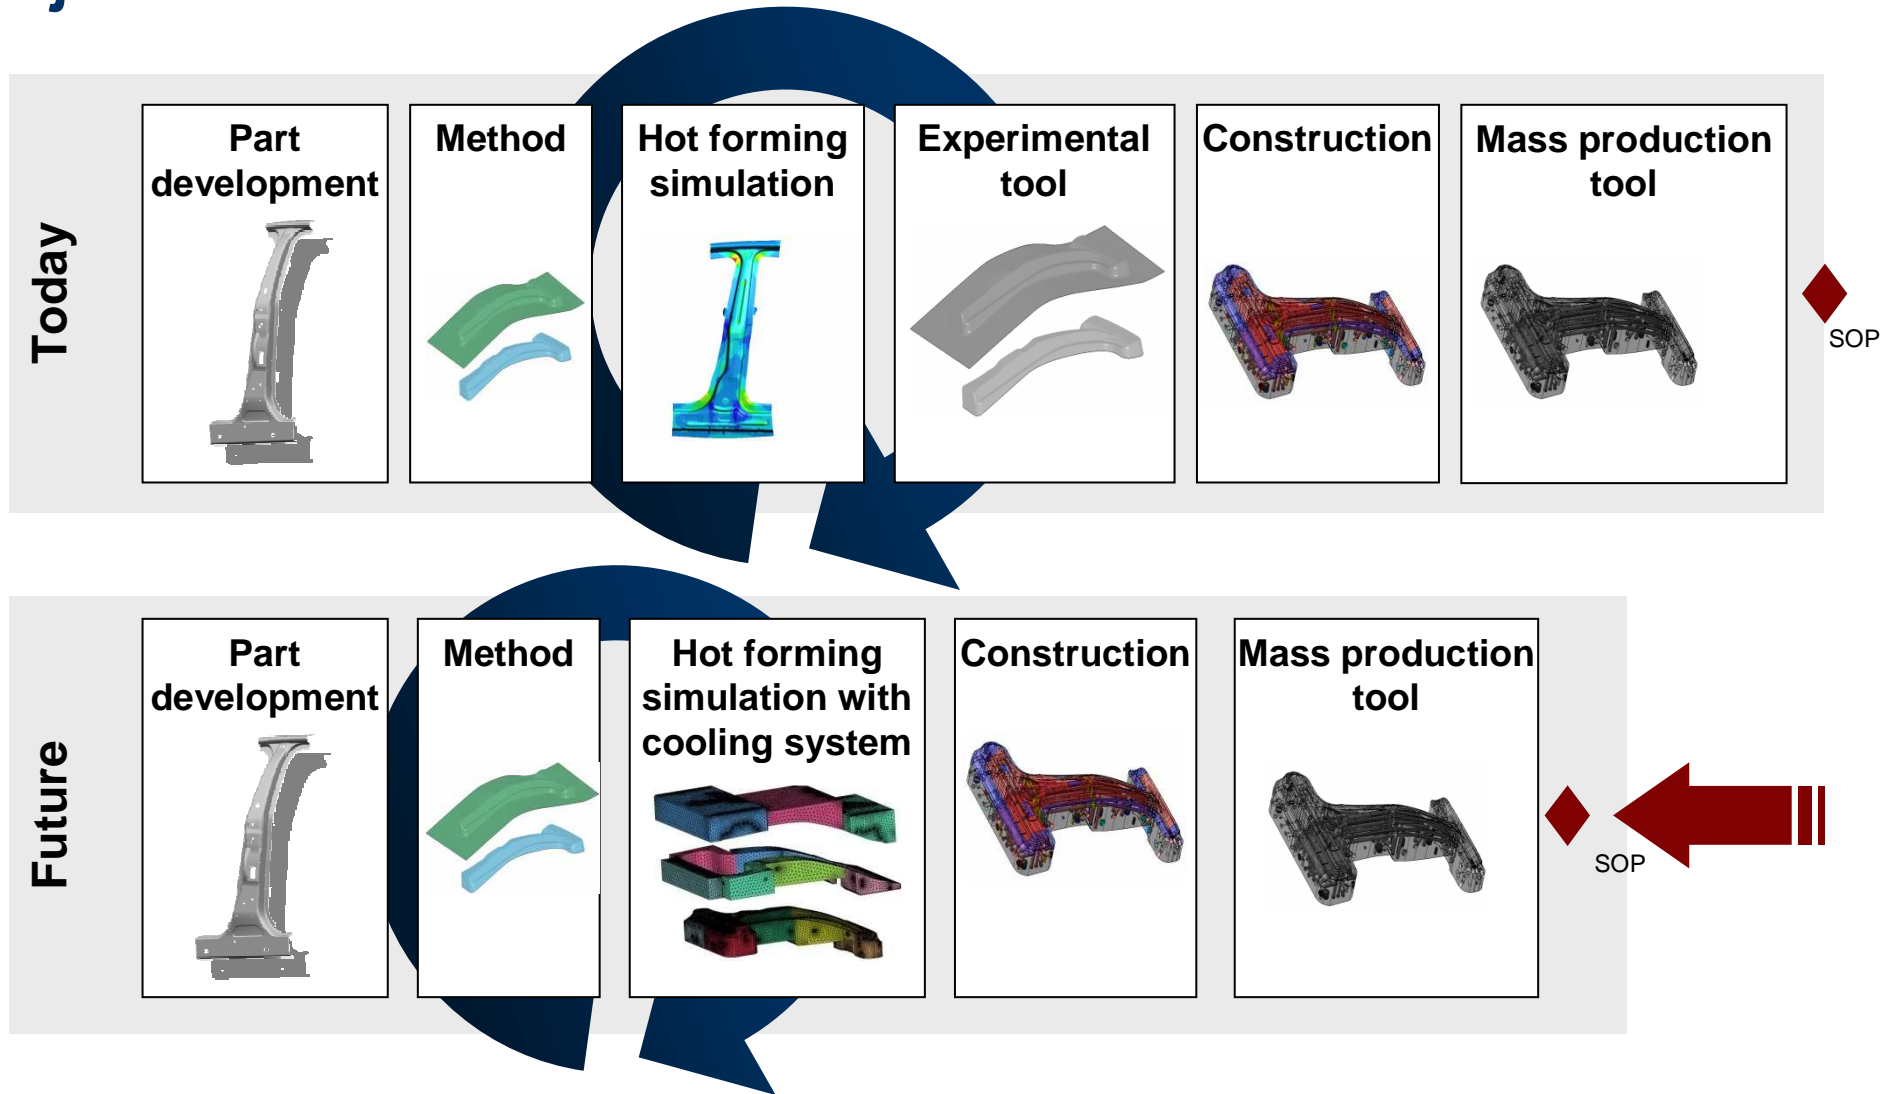 Today
Part
development
Method
Hot forming
simulation
Experimental
tool
Construction
Mass production
tool
SOP
Future
Part
development
Method
Hot forming
simulation with
cooling system
Construction
Mass production
tool
SOP